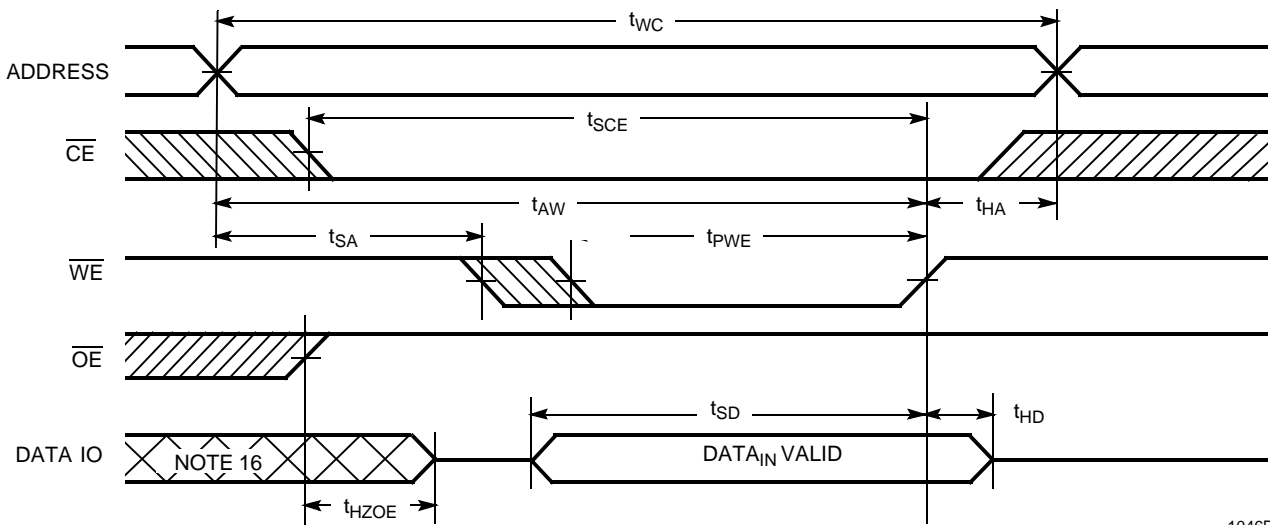 tWC
ADDRESS
tSCE
CE
tAW
tHA
tSA
tPWE
WE
OE
tSD
tHD
DATA IO
NOTE 16
DATAIN VALID
tHZOE